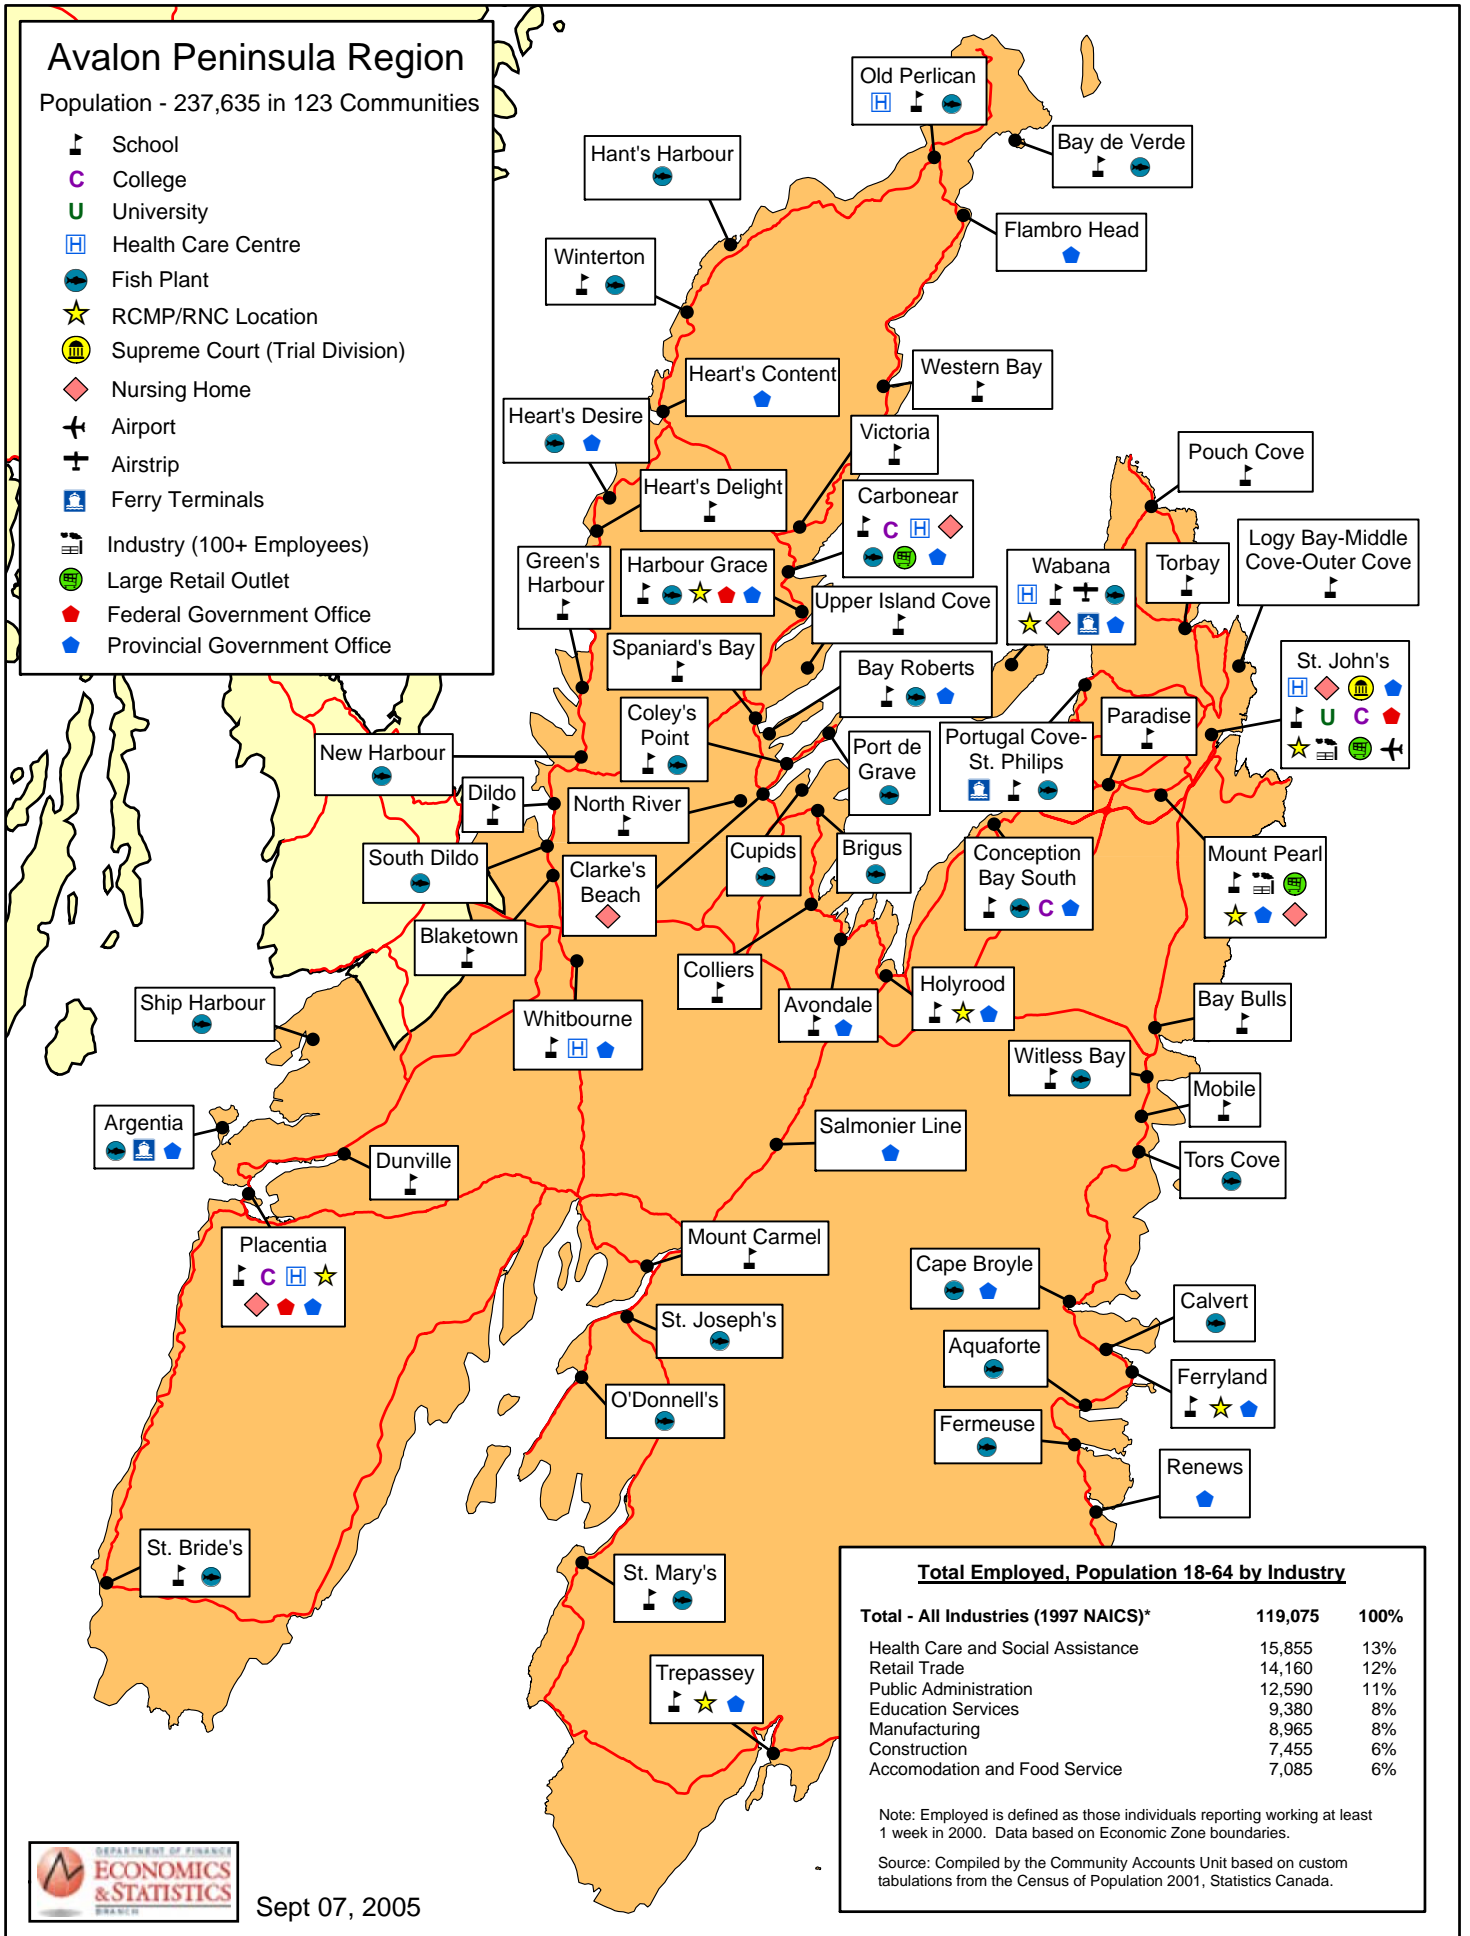 Avalon Peninsula Region
Population - 237,635 in 123 Communities
School
C College
U University
H Health Care Centre
Fish Plant
RCMP/RNC Location
Supreme Court (Trial Division)
Nursing Home
Airport
Airstrip
Ferry Terminals
Industry (100+ Employees)
Large Retail Outlet
Federal Government Office
Provincial Government Office
Old Perlican
H
Bay de Verde
Hant's Harbour
Flambro Head
Winterton
Western Bay
Heart's Content
Heart's Desire
Victoria
Pouch Cove
Heart's Delight
Carbonear
C H
Logy Bay-Middle
Cove-Outer Cove
Green's
Harbour
Harbour Grace
Wabana
H
Torbay
Upper Island Cove
Spaniard's Bay
Bay Roberts
St. John's
H
U C
Coley's
Point
Paradise
New Harbour
Port de
Grave
Portugal Cove-
St. Philips
Dildo
North River
South Dildo
Clarke's
Beach
Cupids
Brigus
Conception
Bay South
C
Mount Pearl
Blaketown
Colliers
Holyrood
Ship Harbour
Avondale
Bay Bulls
Whitbourne
H
Witless Bay
Mobile
Argentia
Salmonier Line
Dunville
Tors Cove
Placentia
C H
Mount Carmel
Cape Broyle
Calvert
St. Joseph's
Aquaforte
Ferryland
O'Donnell's
Fermeuse
Renews
St. Bride's
St. Mary's
Trepassey
Total Employed, Population 18-64 by Industry
Total - All Industries (1997 NAICS)* 119,075 100%
Health Care and Social Assistance 15,855 13%
Retail Trade 14,160 12%
Public Administration 12,590 11%
Education Services 9,380 8%
Manufacturing 8,965 8%
Construction 7,455 6%
Accomodation and Food Service 7,085 6%
Note: Employed is defined as those individuals reporting working at least
1 week in 2000. Data based on Economic Zone boundaries.
Source: Compiled by the Community Accounts Unit based on custom
tabulations from the Census of Population 2001, Statistics Canada.
DEPARTMENT OF FINANCE
ECONOMICS
& STATISTICS
BRANCH
Sept 07, 2005